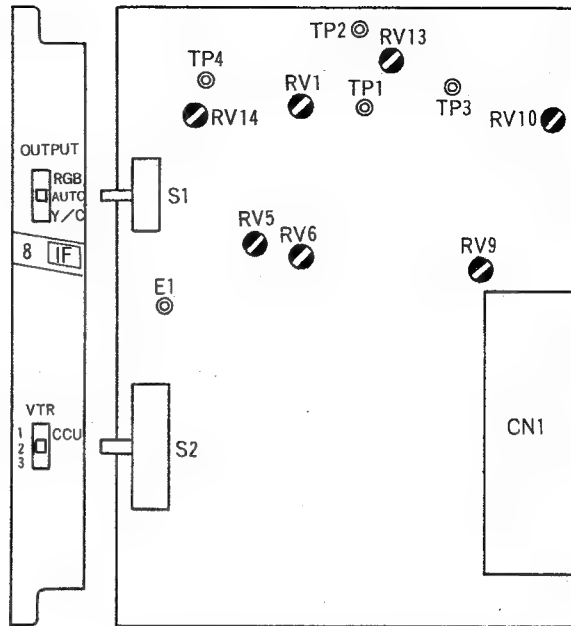 TP2
RV13
TP4
RV1
TP1
TP3
RV14
RV10
OUTPUT
RGB
AUTO
Y/C
S1
8 IF
RV5
RV6
RV9
E1
VTR
1 CCU
2
3
S2
CN1